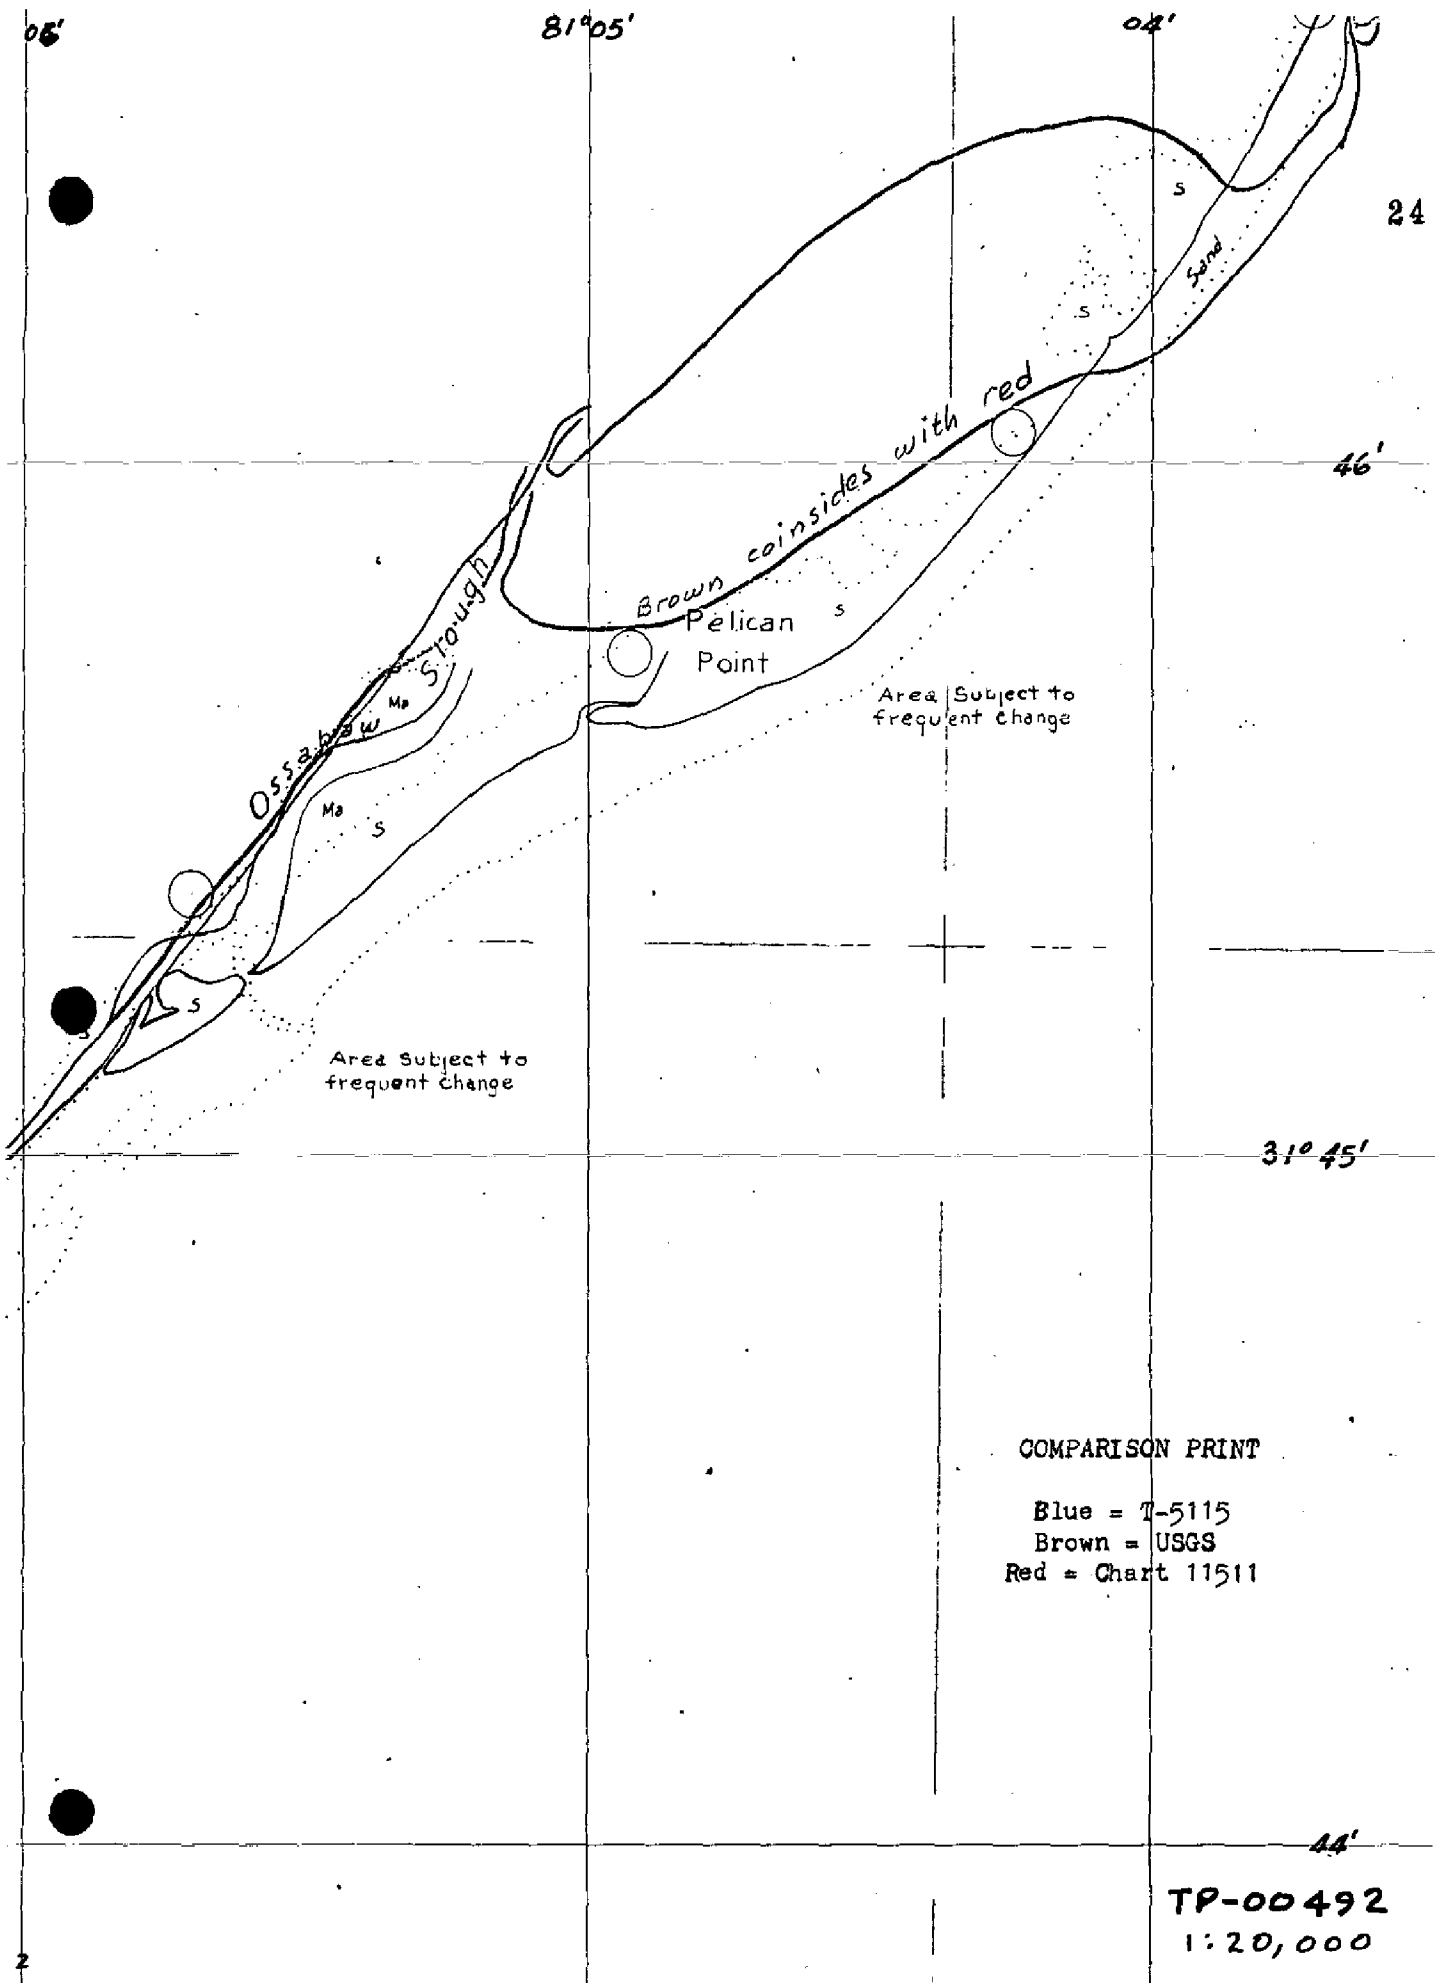 06'
81°05'
04'
S
24
Sand
S
46'
Brown coinsides with red
Pelican
Point
S
Ossabaw Slough
Ma
Area Subject to
frequent change
Ma
S
S
Area Subject to
frequent change
31° 45'
COMPARISON PRINT
Blue = T-5115
Brown = USGS
Red = Chart 11511
44'
TP-00492
1:20,000
2